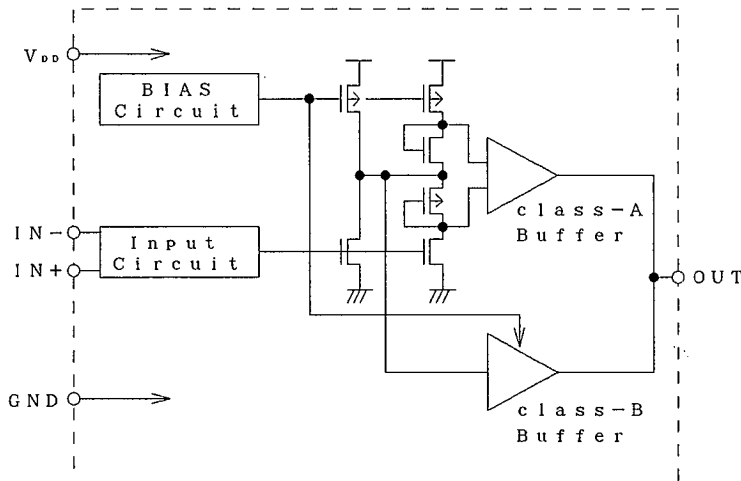 VDD
BIAS
Circuit
IN-
IN+
Input
Circuit
class-A
Buffer
OUT
GND
class-B
Buffer